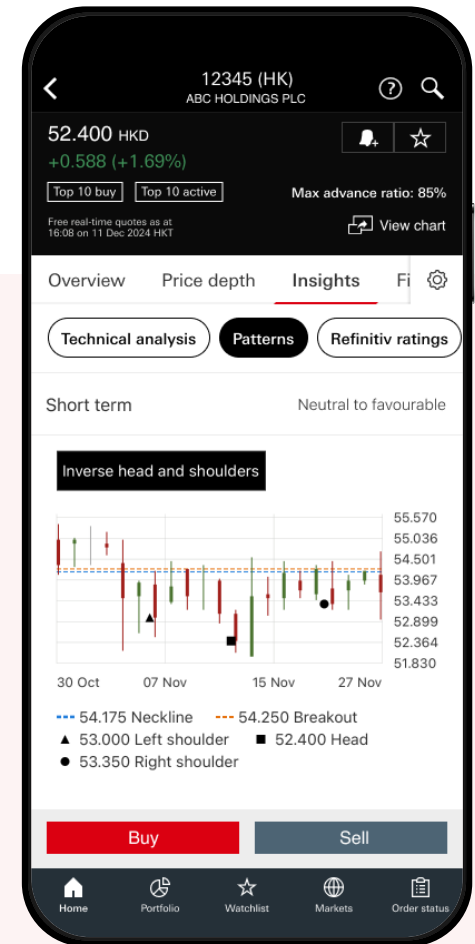 12345 (HK)
ABC HOLDINGS PLC
52.400 HKD
+0.588 (+1.69%)
Top 10 buy Top 10 active
Max advance ratio: 85%
Free real-time quotes as at
16:08 on 11 Dec 2024 HKT
View chart
Overview Price depth Insights Fi
Technical analysis Patterns Refinitiv ratings
Short term Neutral to favourable
Inverse head and shoulders
55.570
55.036
54.501
53.967
53.433
52.899
52.364
51.830
30 Oct 07 Nov 15 Nov 27 Nov
54.175 Neckline 54.250 Breakout
53.000 Left shoulder 52.400 Head
53.350 Right shoulder
Buy Sell
Home Portfolio Watchlist Markets Order status